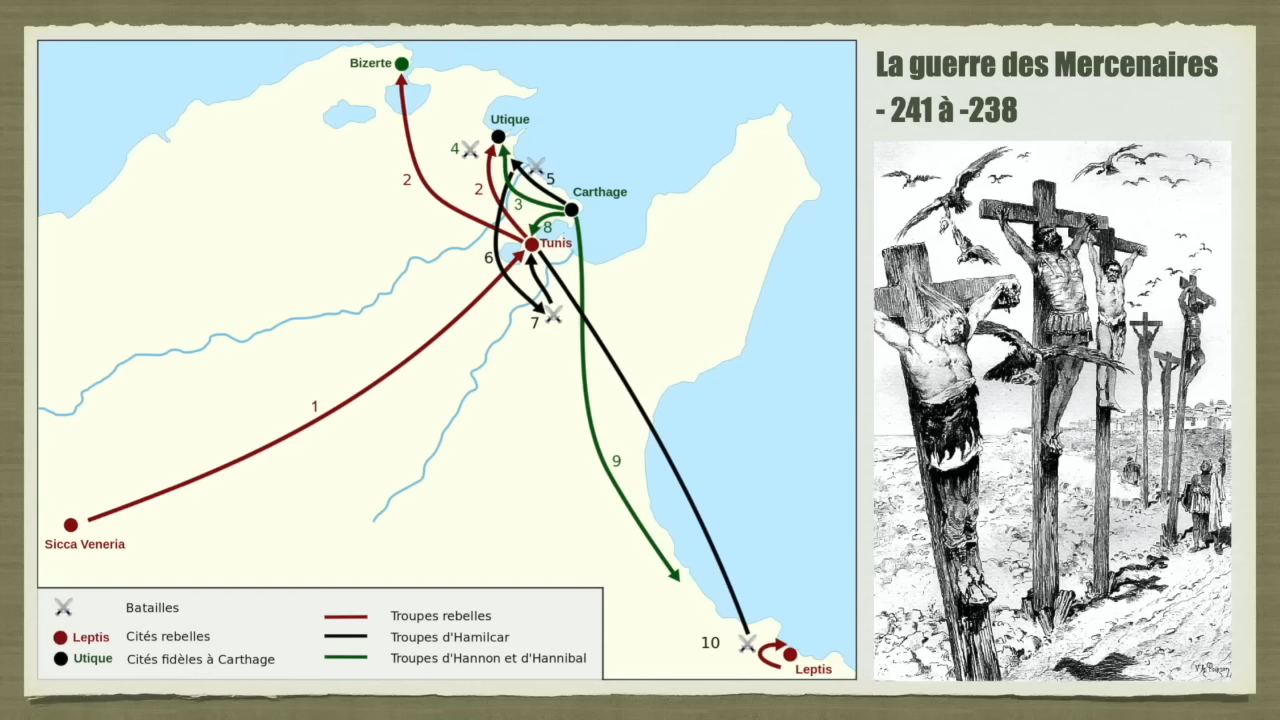 La guerre des Mercenaires
- 241 à -238
Bizerte
Utique
4
5
2
2
Carthage
3
8
Tunis
6
7
1
9
Sicca Veneria
10
Leptis
Batailles
Leptis Cités rebelles
Utique Cités fidèles à Carthage
Troupes rebelles
Troupes d'Hamilcar
Troupes d'Hannon et d'Hannibal